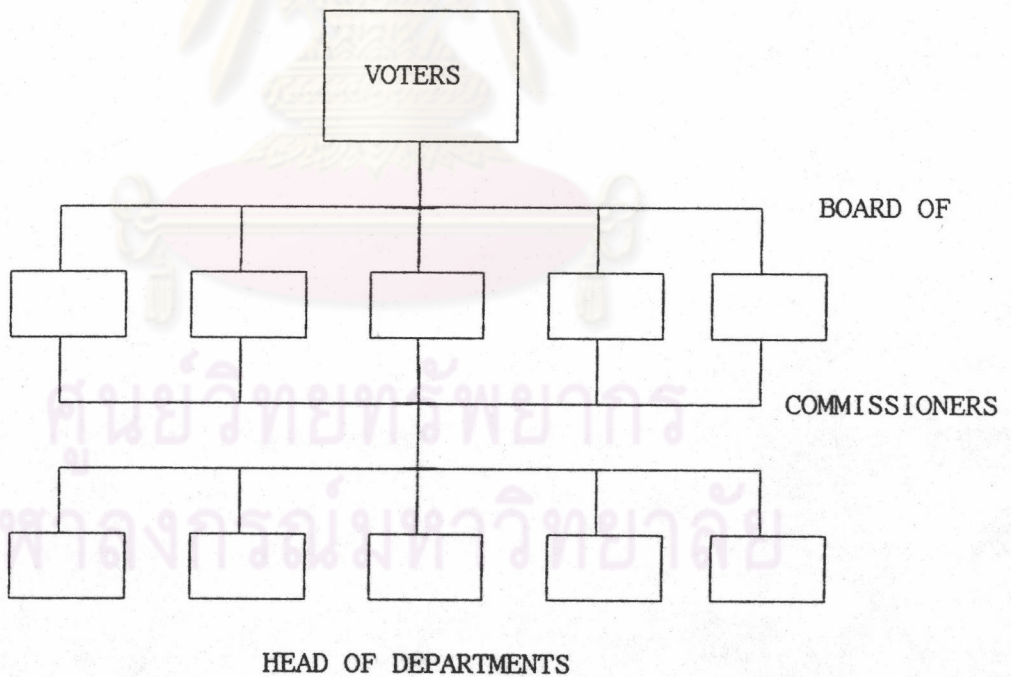 VOTERS
BOARD OF
COMMISSIONERS
ศูนย์วิทยทรัพยากร
ฬาลงกรณ์มหาวิทยาลัย
HEAD OF DEPARTMENTS